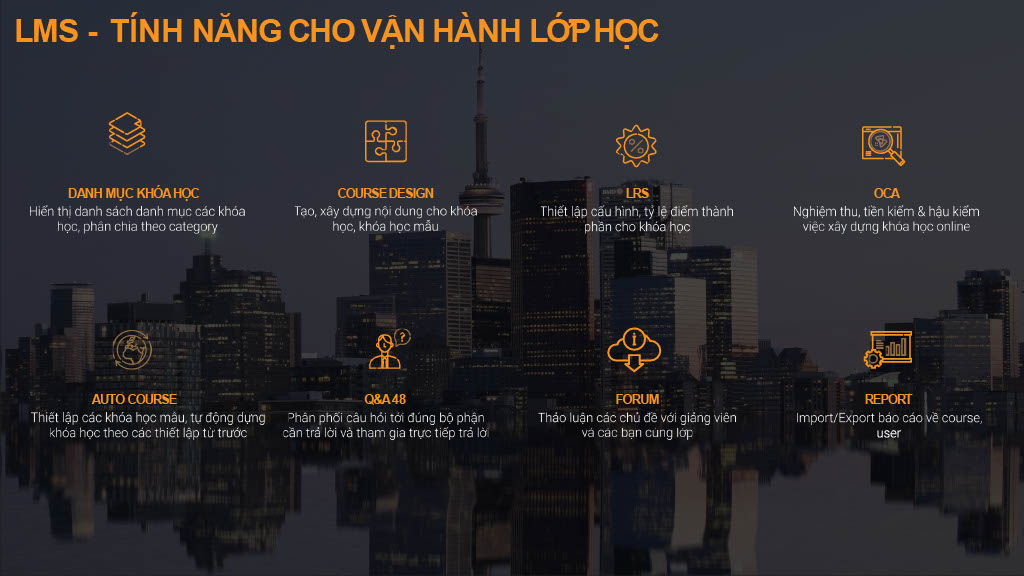 LMS - TÍNH NĂNG CHO VẬN HÀNH LỚP HỌC
DANH MỤC KHÓA HỌC
Hiển thị danh sách danh mục các khóa
học, phân chia theo category
COURSE DESIGN
Tạo, xây dựng nội dung cho khóa
học, khóa học mẫu
LRS
Thiết lập cấu hình, tỷ lệ điểm thành
phần cho khóa học
OCA
Nghiệm thu, tiền kiểm & hậu kiểm
việc xây dựng khóa học online
AUTO COURSE
Thiết lập các khóa học mẫu, tự động dựng
khóa học theo các thiết lập từ trước
Q&A 48
Phân phối câu hỏi tới đúng bộ phận
cần trả lời và tham gia trực tiếp trả lời
FORUM
Thảo luận các chủ đề với giảng viên
và các bạn cùng lớp
REPORT
Import/Export báo cáo về course,
user